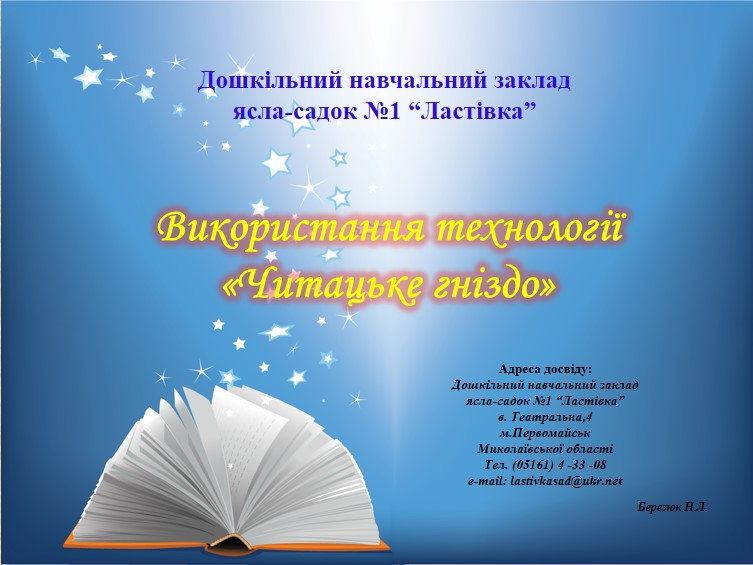 Дошкільний навчальний заклад
ясла-садок №1 “Ластівка”
Використання технології
«Читацьке гніздо»
Адреса досвіду:
Дошкільний навчальний заклад
ясла-садок №1 “Ластівка”
в. Театральна,4
м.Первомайськ
Миколаївської області
Тел. (05161) 4 -33 -08
e-mail: lastivkasad@ukr.net
Березюк Н.Л.